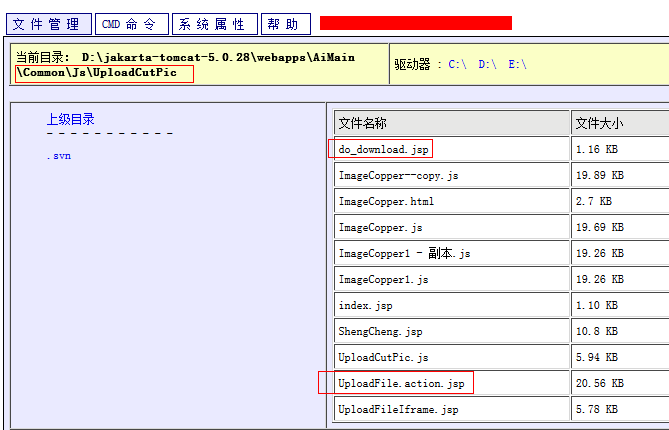 文件管理 CMD命令 系统属性 帮助
当前目录: D:\jakarta-tomcat-5.0.28\webapps\AiMain
\Common\Js\UploadCutPic
驱动器 : C:\ D:\ E:\
上级目录
- - - - - - - - - - -
.svn
文件名称 文件大小
do_download.jsp 1.16 KB
ImageCopper--copy.js 19.89 KB
ImageCopper.html 2.7 KB
ImageCopper.js 19.69 KB
ImageCopper1 - 副本.js 19.26 KB
ImageCopper1.js 19.26 KB
index.jsp 1.10 KB
ShengCheng.jsp 10.8 KB
UploadCutPic.js 5.94 KB
UploadFile.action.jsp 20.56 KB
UploadFileIframe.jsp 5.78 KB